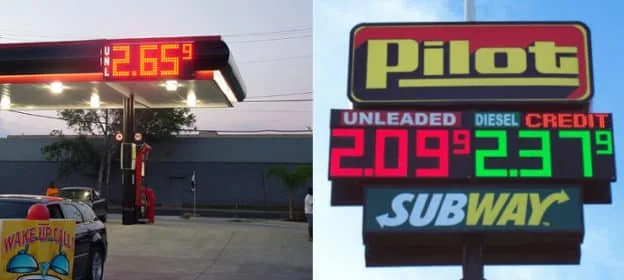 UNL 2.65 9
WAKE UP CALL
Pilot
UNLEADED DIESEL CREDIT
2.09 9 2.37 9
SUBWAY